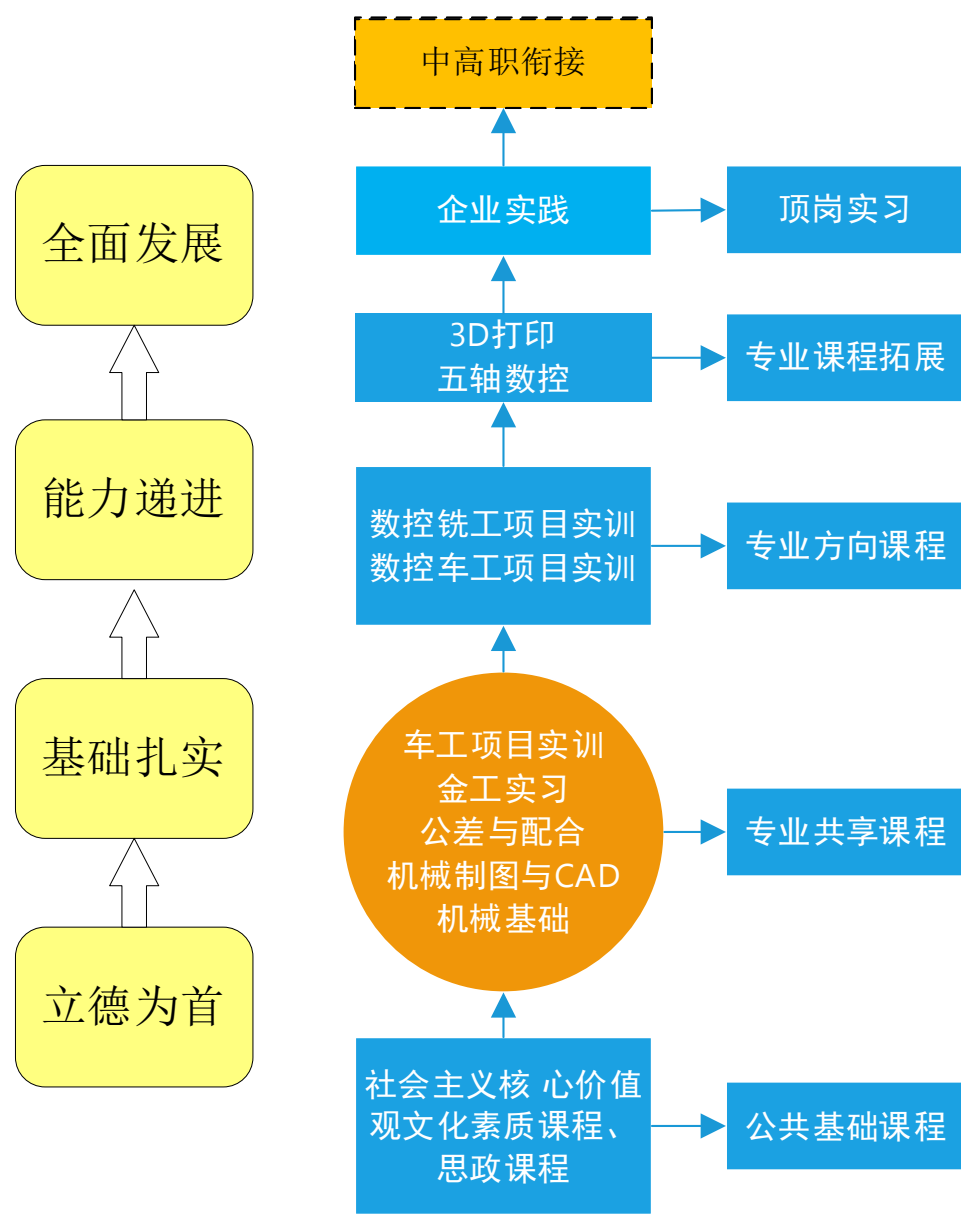 中高职衔接
企业实践
顶岗实习
全面发展
3D打印
五轴数控
专业课程拓展
能力递进
数控铣工项目实训
数控车工项目实训
专业方向课程
基础扎实
车工项目实训
金工实习
公差与配合
机械制图与CAD
机械基础
专业共享课程
立德为首
社会主义核 心价值
观文化素质课程、
思政课程
公共基础课程